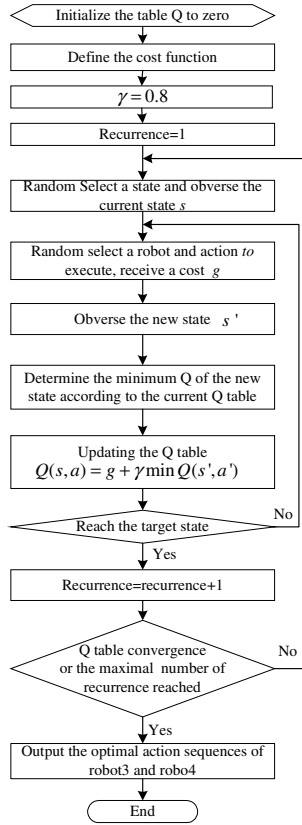 Initialize the table Q to zero
Define the cost function
γ = 0.8
Recurrence=1
Random Select a state and obverse the
current state s
Random select a robot and action to
execute, receive a cost g
Obverse the new state s '
Determine the minimum Q of the new
state according to the current Q table
Updating the Q table
Q(s,a) = g + γ min Q(s',a')
Reach the target state
No
Yes
Recurrence=recurrence+1
Q table convergence
or the maximal number of
recurrence reached
No
Yes
Output the optimal action sequences of
robot3 and robo4
End